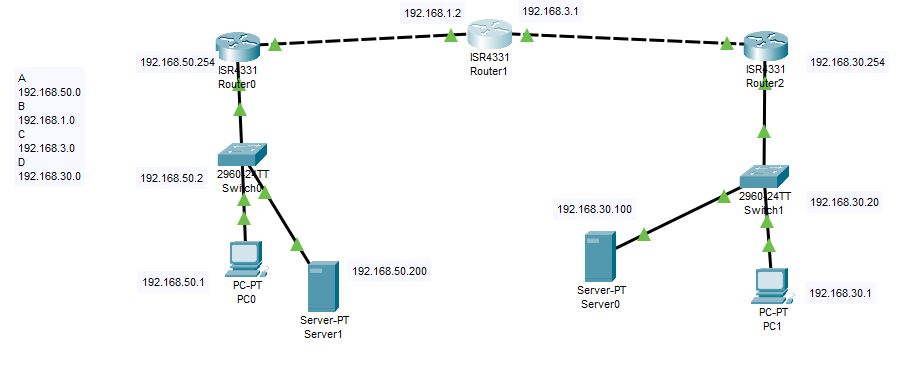 192.168.1.2
192.168.3.1
192.168.50.254
ISR4331
Router0
ISR4331
Router1
ISR4331
Router2
192.168.30.254
A
192.168.50.0
B
192.168.1.0
C
192.168.3.0
D
192.168.30.0
192.168.50.2
2960-24TT
Switch0
2960-24TT
Switch1
192.168.30.20
192.168.30.100
192.168.50.1
PC-PT
PC0
192.168.50.200
Server-PT
Server1
Server-PT
Server0
192.168.30.1
PC-PT
PC1